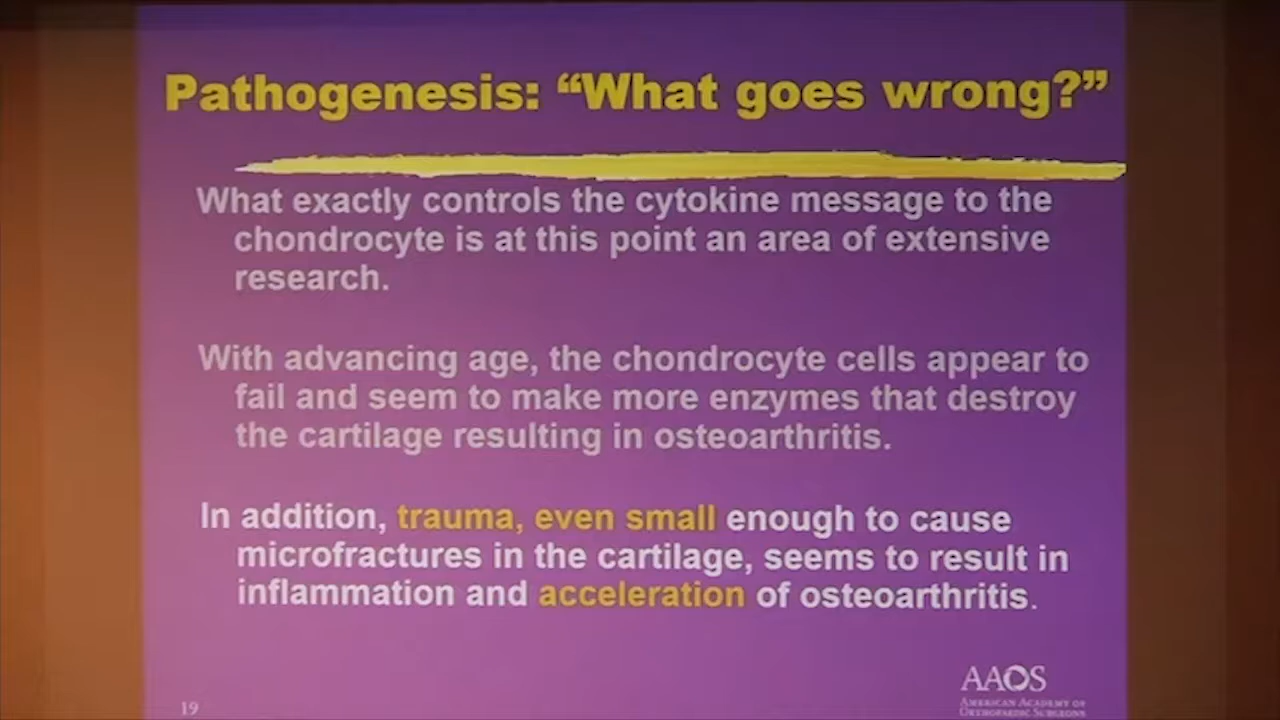 Pathogenesis: “What goes wrong?”
What exactly controls the cytokine message to the
chondrocyte is at this point an area of extensive
research.
With advancing age, the chondrocyte cells appear to
fail and seem to make more enzymes that destroy
the cartilage resulting in osteoarthritis.
In addition, trauma, even small enough to cause
microfractures in the cartilage, seems to result in
inflammation and acceleration of osteoarthritis.
19
AAOS
American Academy of
Orthopaedic Surgeons